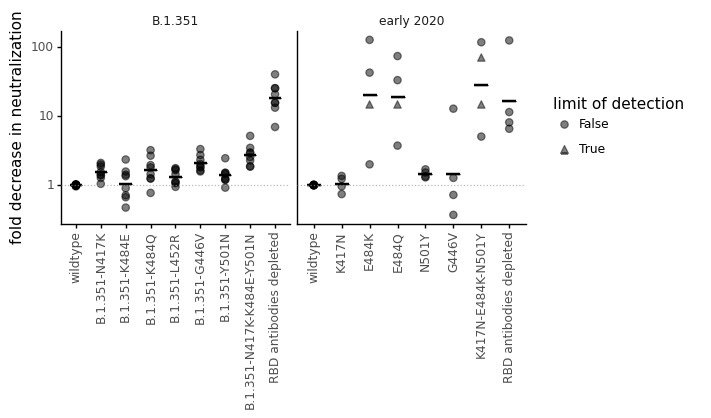 B.1.351
early 2020
fold decrease in neutralization
100
10
1
wildtype
B.1.351-N417K
B.1.351-K484E
B.1.351-K484Q
B.1.351-L452R
B.1.351-G446V
B.1.351-Y501N
B.1.351-N417K-K484E-Y501N
RBD antibodies depleted
wildtype
K417N
E484K
E484Q
N501Y
G446V
K417N-E484K-N501Y
RBD antibodies depleted
limit of detection
False
True